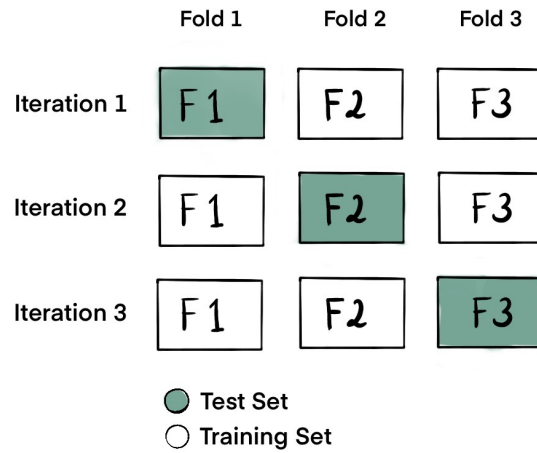 Fold 1 Fold 2 Fold 3
Iteration 1 F1 F2 F3
Iteration 2 F1 F2 F3
Iteration 3 F1 F2 F3
Test Set
Training Set